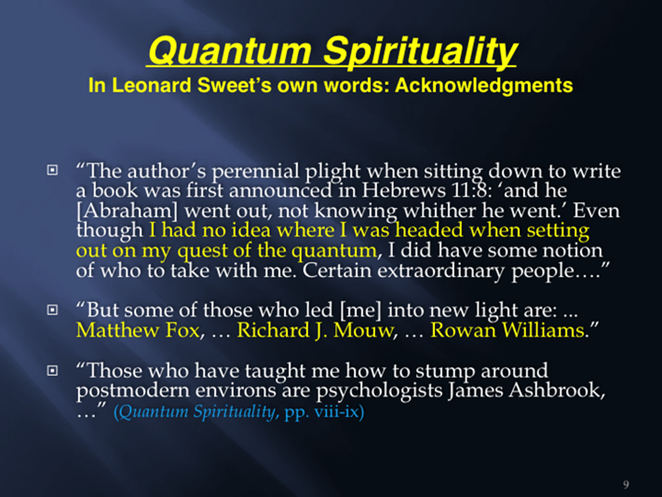 Quantum Spirituality
In Leonard Sweet’s own words: Acknowledgments
“The author’s perennial plight when sitting down to write
a book was first announced in Hebrews 11:8: ‘and he
[Abraham] went out, not knowing whither he went.’ Even
though I had no idea where I was headed when setting
out on my quest of the quantum, I did have some notion
of who to take with me. Certain extraordinary people….”
“But some of those who led [me] into new light are: ...
Matthew Fox, … Richard J. Mouw, … Rowan Williams.”
“Those who have taught me how to stump around
postmodern environs are psychologists James Ashbrook,
…” (Quantum Spirituality, pp. viii-ix)
9